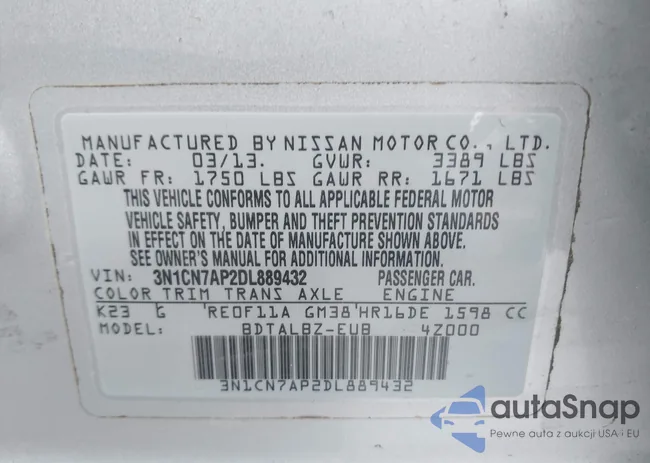 MANUFACTURED BY NISSAN MOTOR CO., LTD.
DATE: 03/13. GVWR: 3389 LBS
GAWR FR: 1750 LBS GAWR RR: 1671 LBS
THIS VEHICLE CONFORMS TO ALL APPLICABLE FEDERAL MOTOR
VEHICLE SAFETY, BUMPER AND THEFT PREVENTION STANDARDS
IN EFFECT ON THE DATE OF MANUFACTURE SHOWN ABOVE.
SEE OWNER'S MANUAL FOR ADDITIONAL INFORMATION.
VIN: 3N1CN7AP2DL889432 PASSENGER CAR.
COLOR TRIM TRANS AXLE ENGINE
K23 G 'REOF11A GM38'HR16DE 1598 CC
MODEL: BDTALBZ-EUB 4Z000
3N1CN7AP2DL889432
autaSnap
Pewne auta z aukcji USA i EU